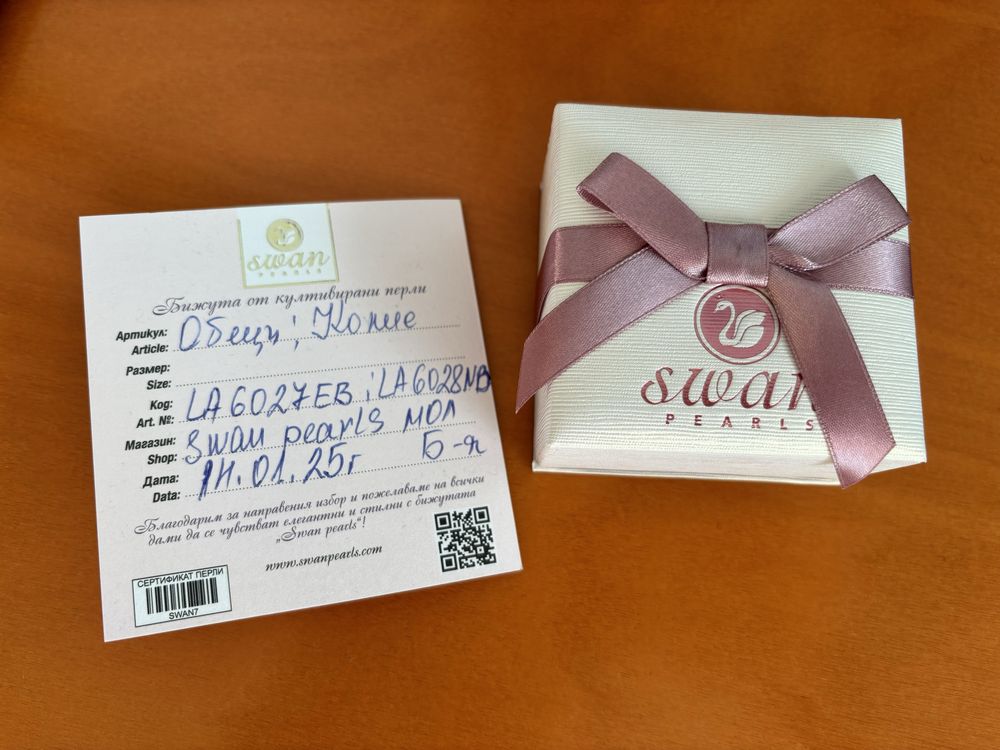 swan
PEARLS
Бижута от култивирани перли
Артикул: Обеци; Колие
Article:
Размер:
Size:
Код: LA6027EB; LA6028NB
Art. №:
Магазин: Swan pearls мол
Shop: Б-я
Дата: 14.01.25г
Data:
Благодарим за направения избор и пожелаваме на всички
дами да се чувстват елегантни и стилни с бижутата
„Swan pearls“!
www.swanpearls.com
СЕРТИФИКАТ ПЕРЛИ
SWAN7
swan
PEARLS